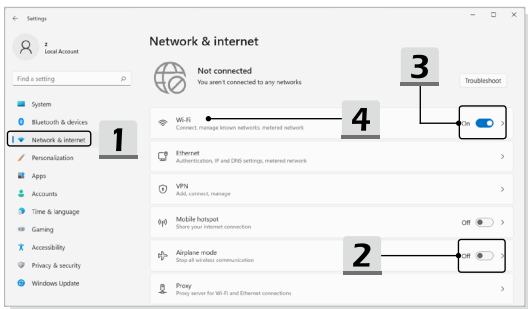 Settings
z
Local Account
Find a setting
System
Bluetooth & devices
Network & internet
Personalization
Apps
Accounts
Time & language
Gaming
Accessibility
Privacy & security
Windows Update
1
Network & internet
Not connected
You aren't connected to any networks
Troubleshoot
3
Wi-Fi
Connect, manage known networks, metered network
4
On
Ethernet
Authentication, IP and DNS settings, metered network
VPN
Add, connect, manage
Mobile hotspot
Share your internet connection
Off
Airplane mode
Stop all wireless communication
2
Off
Proxy
Proxy server for Wi-Fi and Ethernet connections